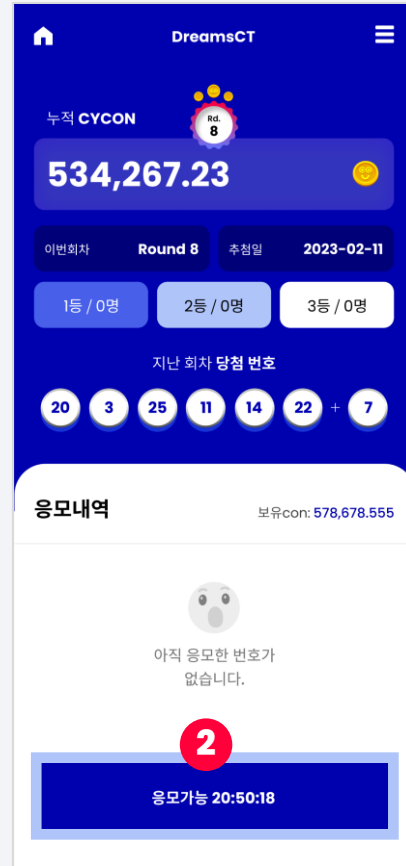 DreamsCT
누적 CYCON
Rd.
8
534,267.23
이번회차 Round 8 추첨일 2023-02-11
1등 / 0명 2등 / 0명 3등 / 0명
지난 회차 당첨 번호
20 3 25 11 14 22 + 7
응모내역 보유con: 578,678.555
아직 응모한 번호가
없습니다.
2
응모가능 20:50:18